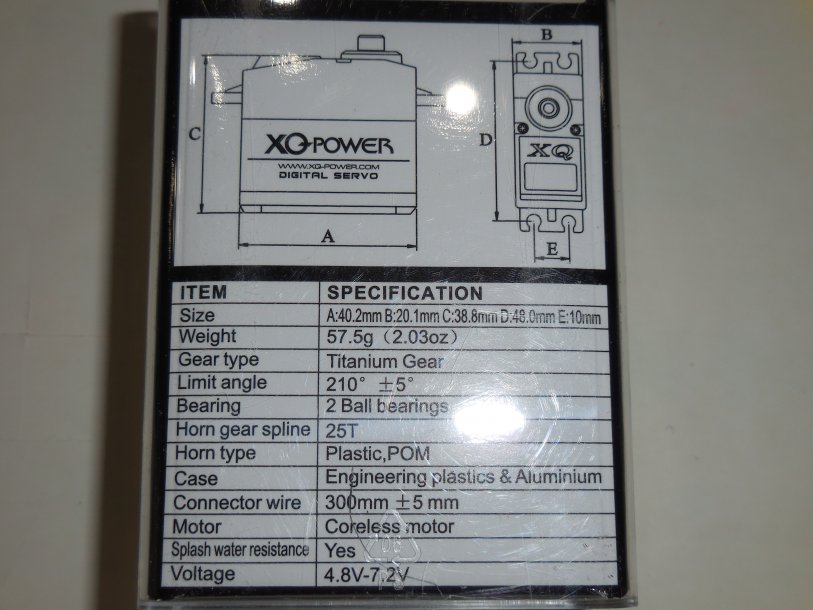 B
C
D
XQ-POWER
WWW.XQ-POWER.COM
DIGITAL SERVO
XQ
A
E
ITEM SPECIFICATION
Size A:40.2mm B:20.1mm C:38.8mm D:48.0mm E:10mm
Weight 57.5g（2.03oz）
Gear type Titanium Gear
Limit angle 210° ±5°
Bearing 2 Ball bearings
Horn gear spline 25T
Horn type Plastic,POM
Case Engineering plastics & Aluminium
Connector wire 300mm ±5 mm
Motor Coreless motor
Splash water resistance Yes
Voltage 4.8V-7.2V